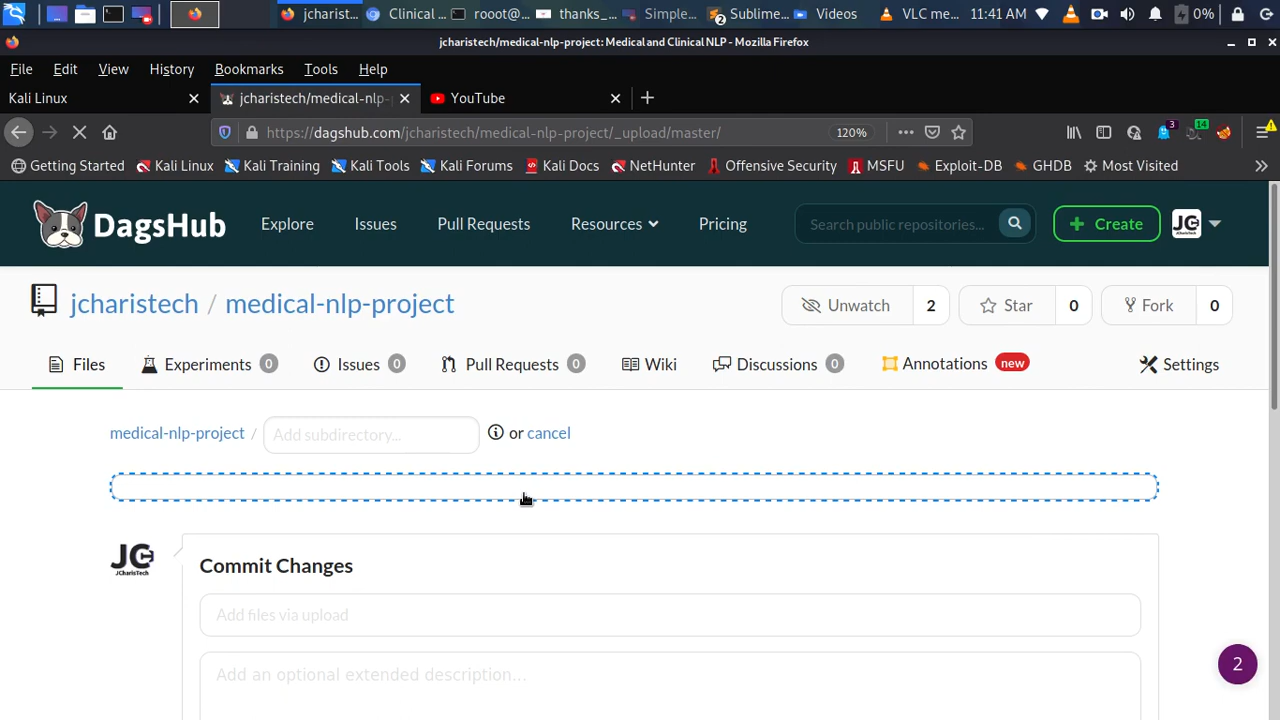 jcharist... Clinical ... rooot@... thanks_... Simple... 2 Sublime... Videos VLC me... 11:41 AM 0%
jcharistech/medical-nlp-project: Medical and Clinical NLP - Mozilla Firefox
File Edit View History Bookmarks Tools Help
Kali Linux jcharistech/medical-nlp- YouTube
https://dagshub.com/jcharistech/medical-nlp-project/_upload/master/ 120% 3 14
Getting Started Kali Linux Kali Training Kali Tools Kali Forums Kali Docs NetHunter Offensive Security MSFU Exploit-DB GHDB Most Visited
DagsHub Explore Issues Pull Requests Resources Pricing Search public repositories... + Create JC
jcharistech / medical-nlp-project Unwatch 2 Star 0 Fork 0
Files Experiments 0 Issues 0 Pull Requests 0 Wiki Discussions 0 Annotations new Settings
medical-nlp-project / Add subdirectory... or cancel
JC
JCharisTech
Commit Changes
Add files via upload
Add an optional extended description...
2